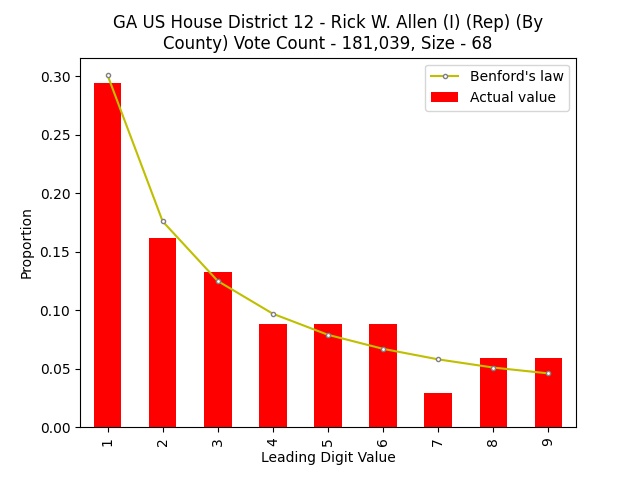 GA US House District 12 - Rick W. Allen (I) (Rep) (By
County) Vote Count - 181,039, Size - 68
Benford's law
Actual value
0.30
0.25
0.20
0.15
0.10
0.05
0.00
Proportion
1 2 3 4 5 6 7 8 9
Leading Digit Value